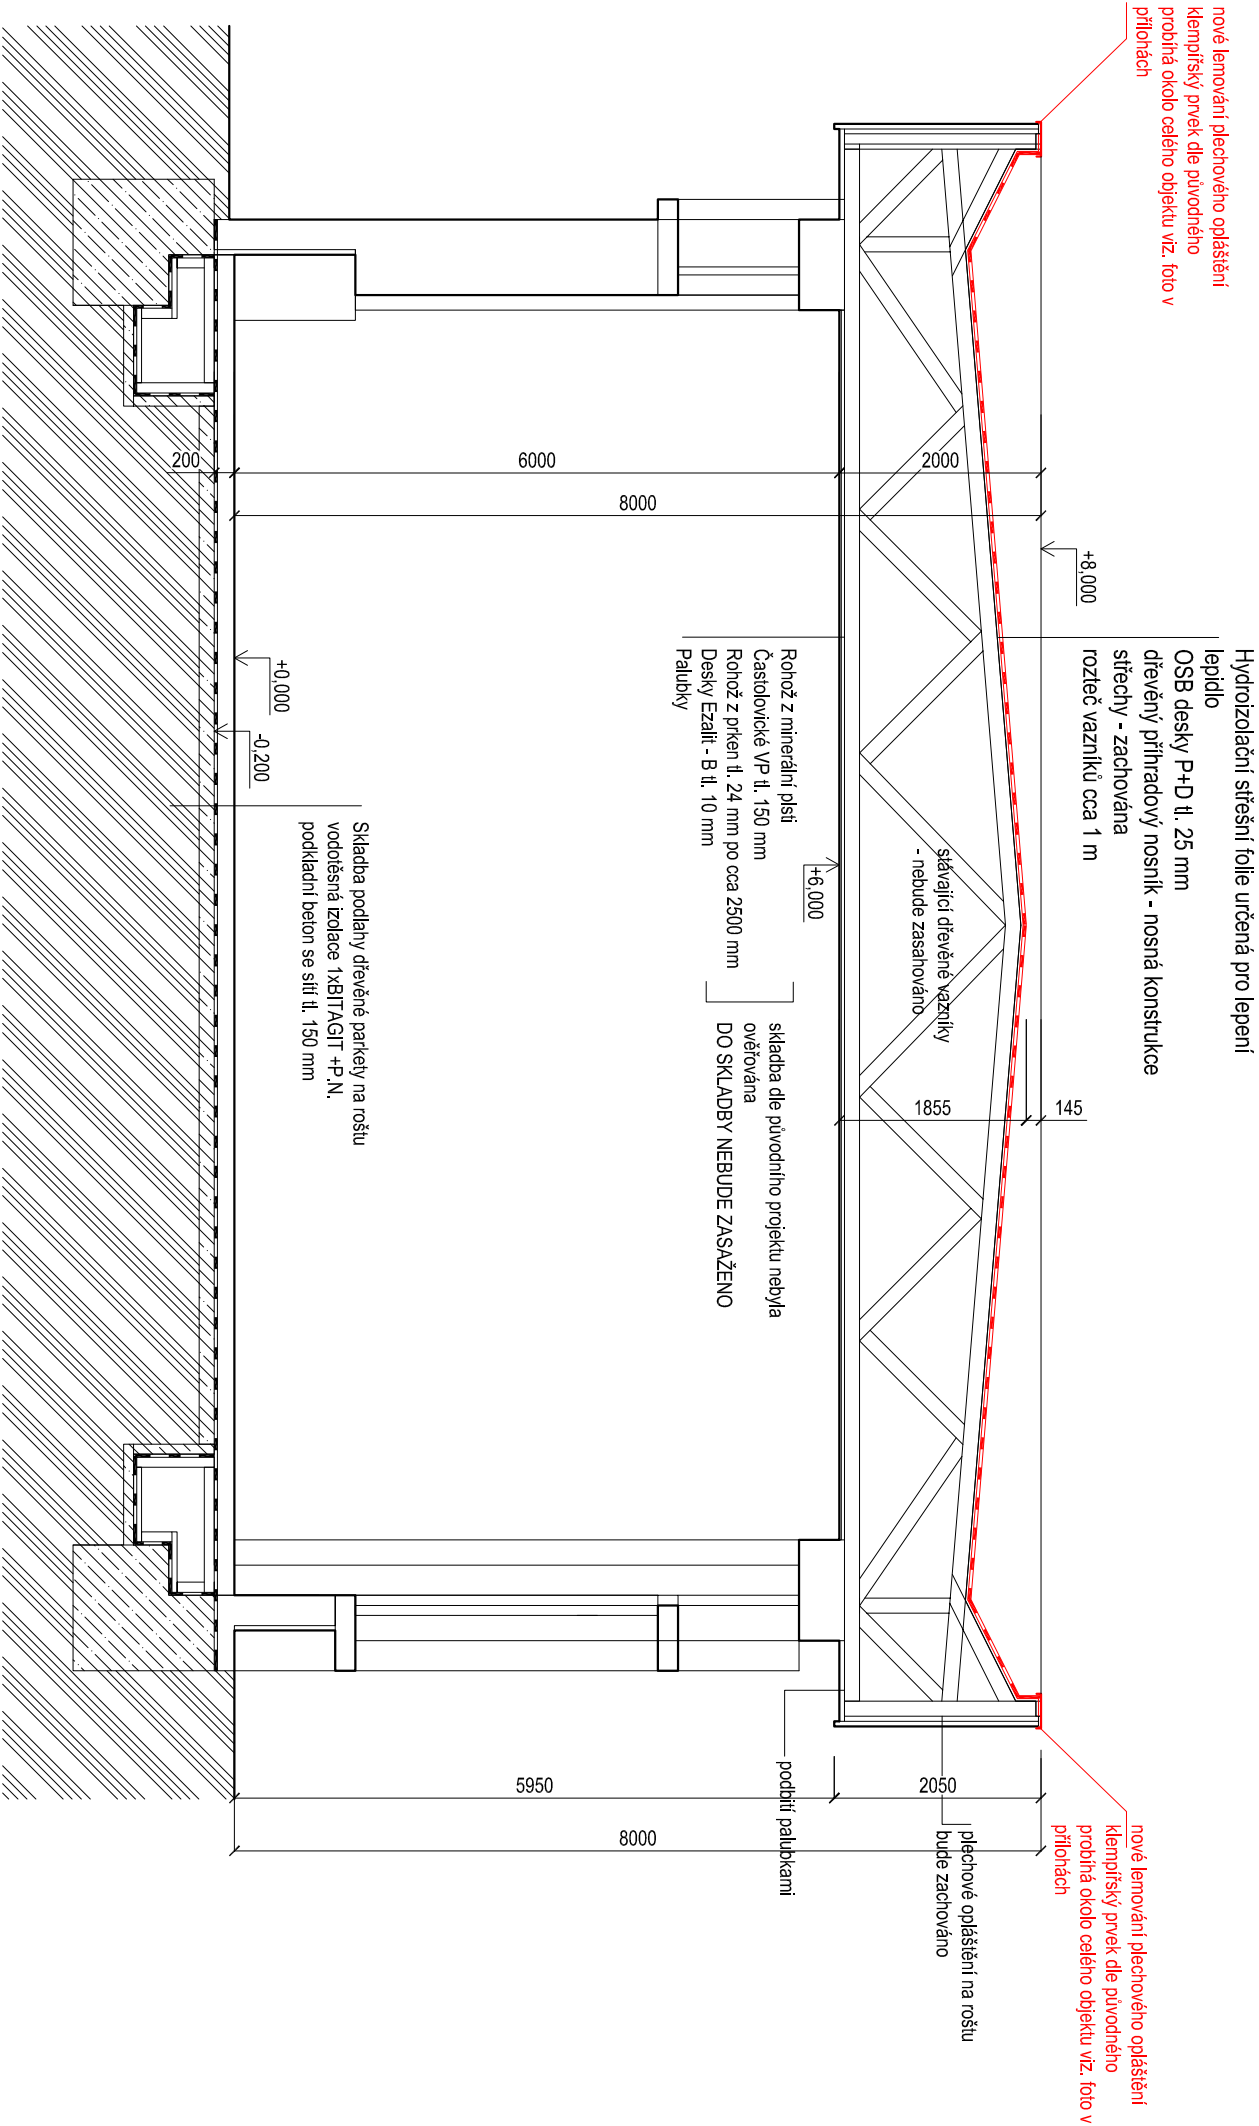 nové lemování plechového opláštění
klempířský prvek dle původného
probíhá okolo celého objektu viz. foto v
přílohách
Hydroizolační střešní folie určená pro lepení
lepidlo
OSB desky P+D tl. 25 mm
dřevěný příhradový nosník - nosná konstrukce
střechy - zachována
rozteč vazníků cca 1 m
nové lemování plechového opláštění
klempířský prvek dle původného
probíhá okolo celého objektu viz. foto v
přílohách
+8,000
145
1855
2000
2050
8000
8000
6000
5950
200
stávající dřevěné vazníky
- nebude zasahováno
plechové opláštění na roštu
bude zachováno
+6,000
podbití palubkami
Rohož z minerální plsti
Častolovické VP tl. 150 mm
Rohož z prken tl. 24 mm po cca 2500 mm
Desky Ezalit - B tl. 10 mm
Palubky
skladba dle původního projektu nebyla
ověřována
DO SKLADBY NEBUDE ZASAŽENO
+0,000
-0,200
Skladba podlahy dřevěné parkety na roštu
vodotěsná izolace 1xBITAGIT +P.N.
podkladní beton se sítí tl. 150 mm